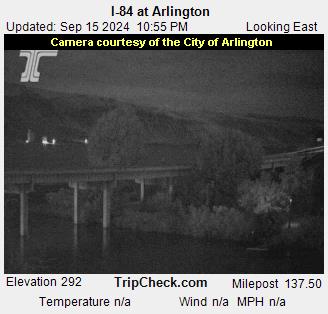 I-84 at Arlington
Updated: Sep 15 2024 10:55 PM Looking East
Camera courtesy of the City of Arlington
Elevation 292 TripCheck.com Milepost 137.50
Temperature n/a Wind n/a MPH n/a